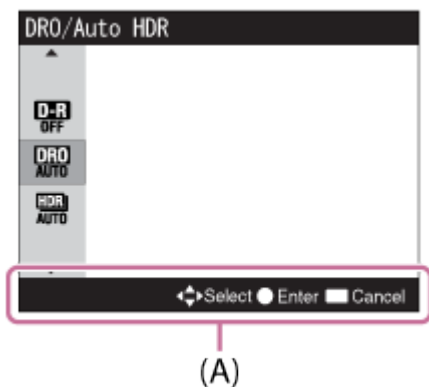 DRO/Auto HDR
D-R
OFF
DRO
AUTO
HDR
AUTO
Select Enter Cancel
(A)